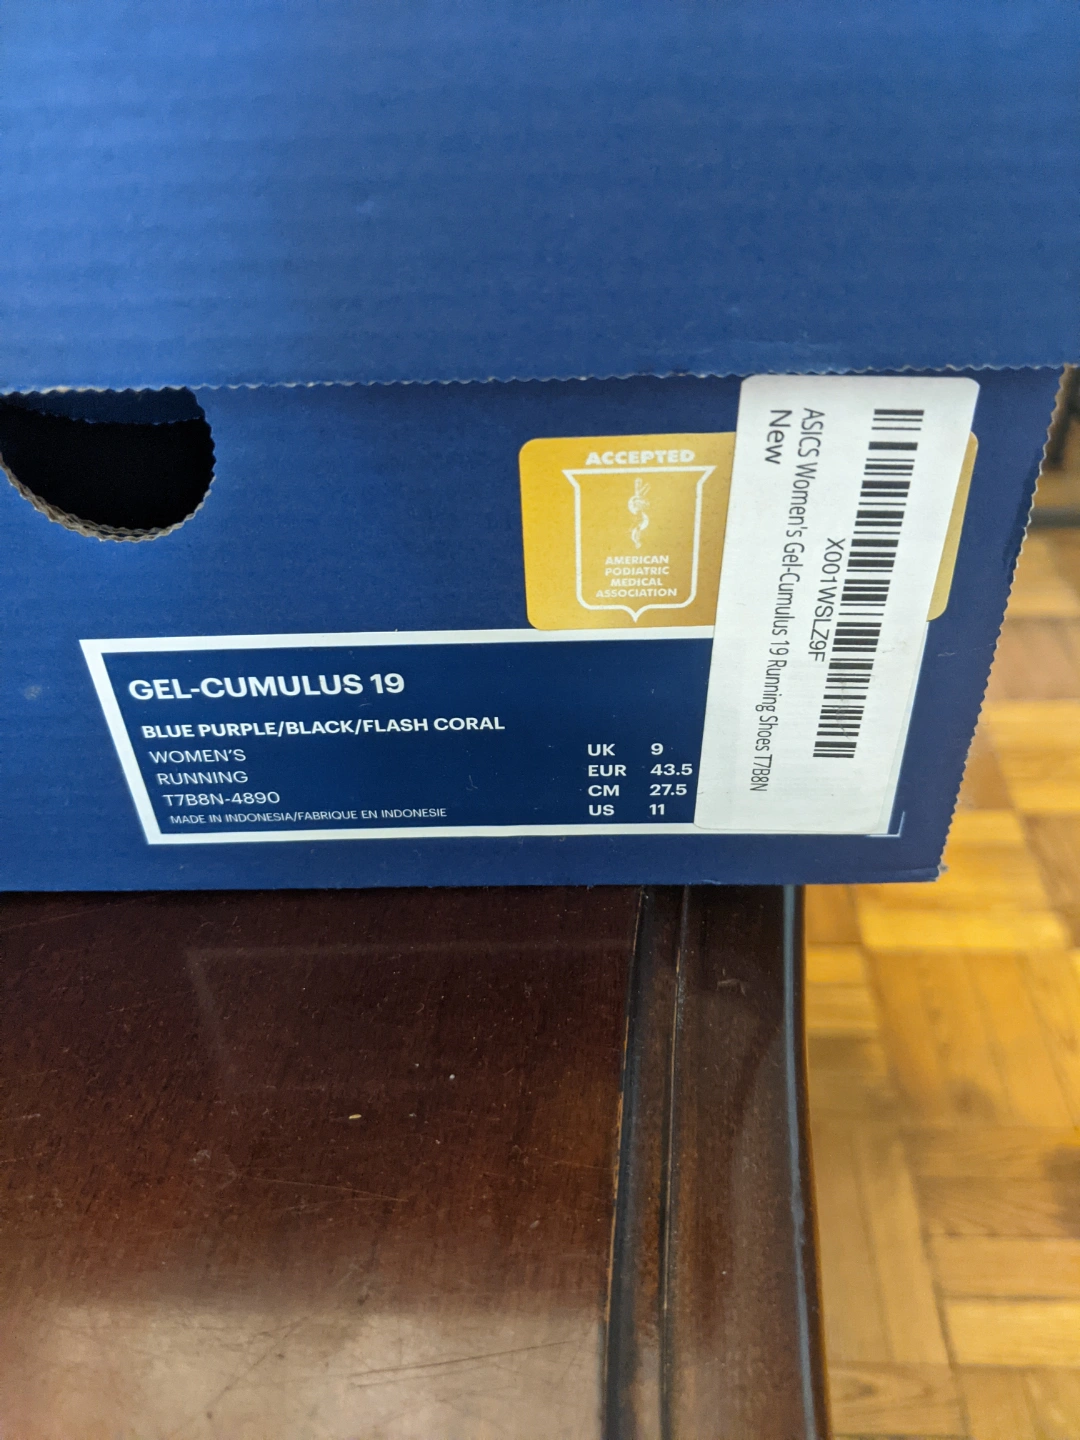 ACCEPTED
AMERICAN
PODIATRIC
MEDICAL
ASSOCIATION
GEL-CUMULUS 19
BLUE PURPLE/BLACK/FLASH CORAL
WOMEN'S
RUNNING
T7B8N-4890
MADE IN INDONESIA/FABRIQUE EN INDONESIE
UK 9
EUR 43.5
CM 27.5
US 11
X001WSLZ9F
ASICS Women's Gel-Cumulus 19 Running Shoes T7B8N
New